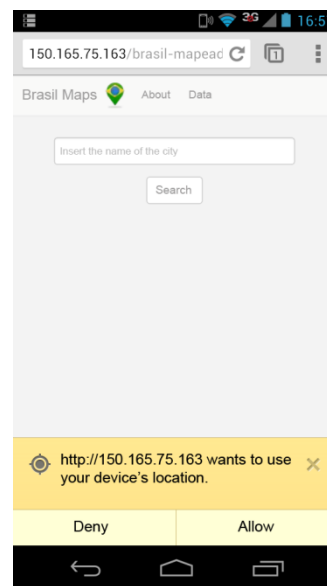 3G 16:5
150.165.75.163/brasil-mapead 1
Brasil Maps About Data
Insert the name of the city
Search
http://150.165.75.163 wants to use
your device's location.
Deny Allow